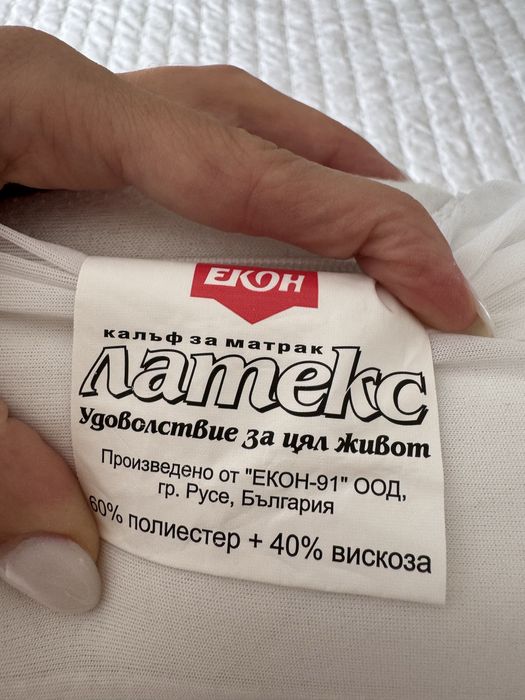 ЕКОН
калъф за матрак
Латекс
Удоволствие за цял живот
Произведено от "ЕКОН-91" ООД,
гр. Русе, България
60% полиестер + 40% вискоза